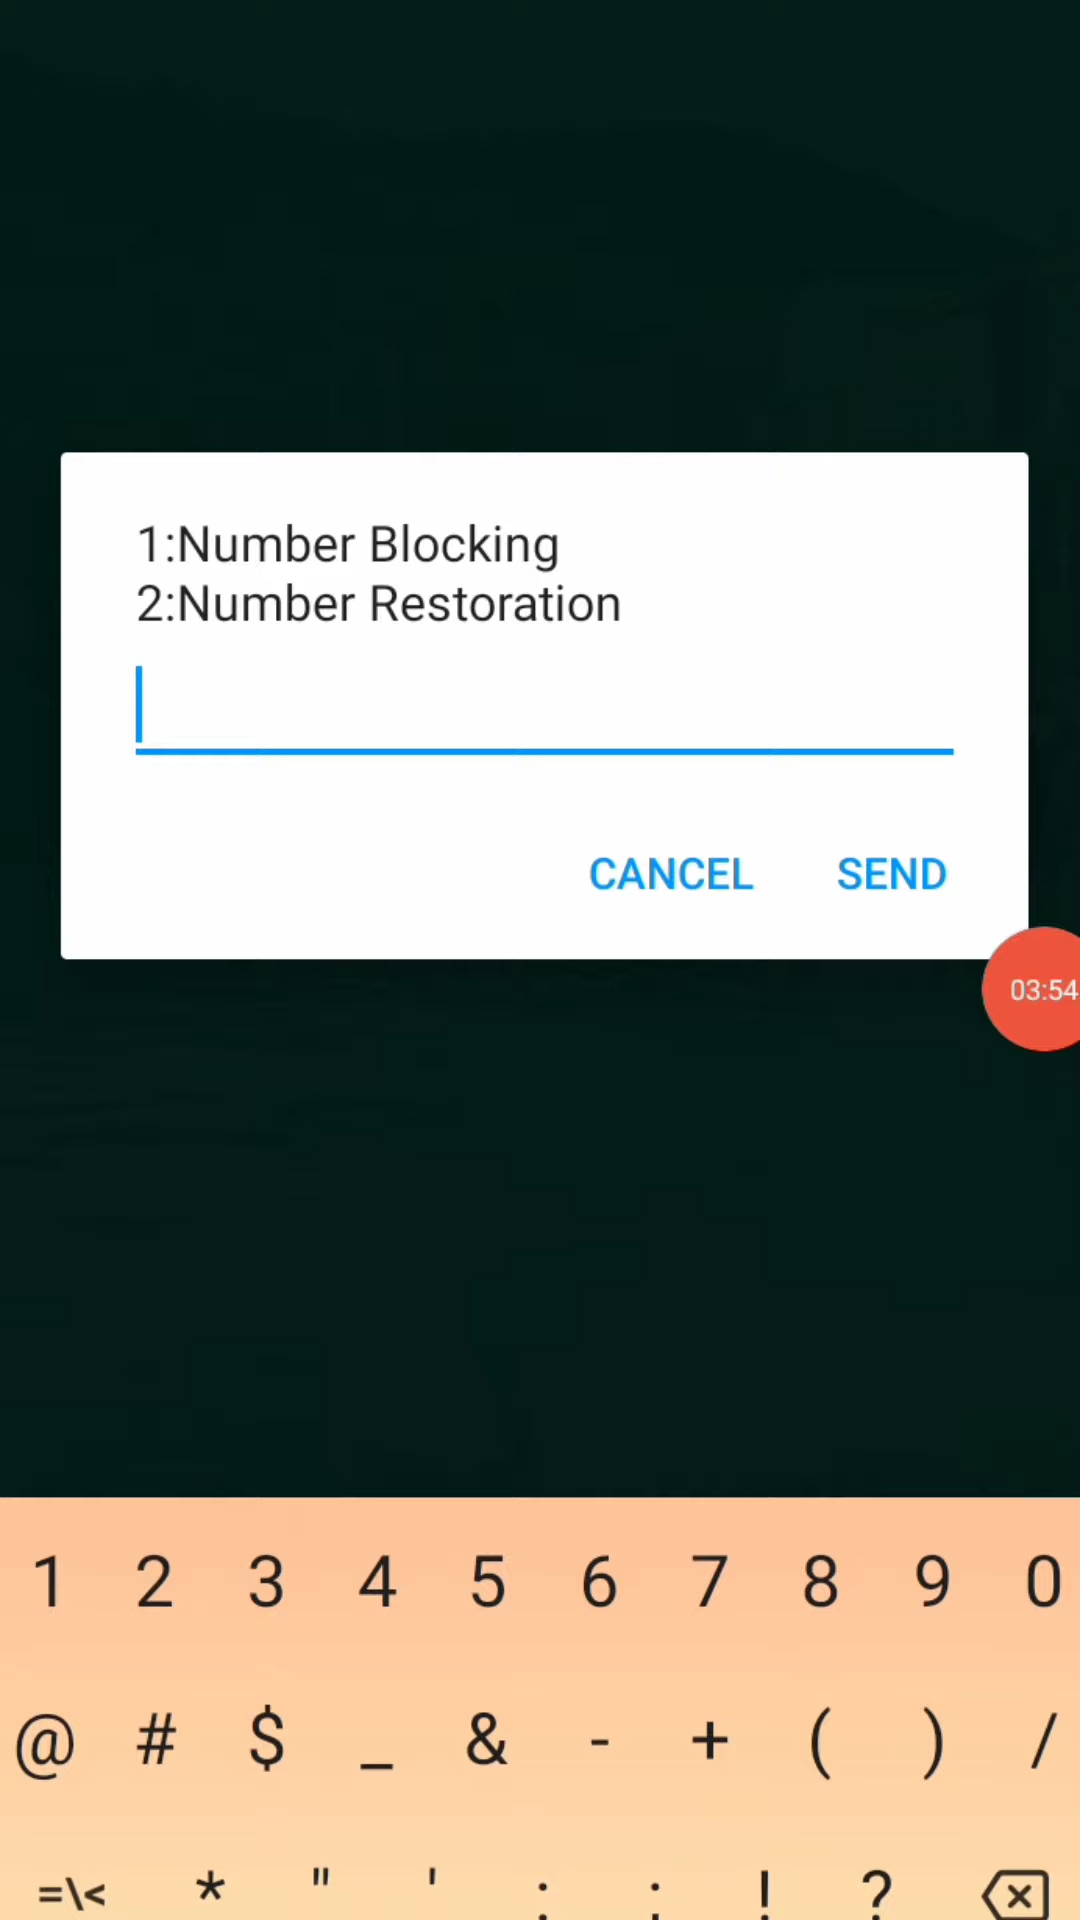 1:Number Blocking
2:Number Restoration
CANCEL SEND
03:54
1 2 3 4 5 6 7 8 9 0
@ # $ _ & - + ( ) /
=\< * " ' : ; ! ?